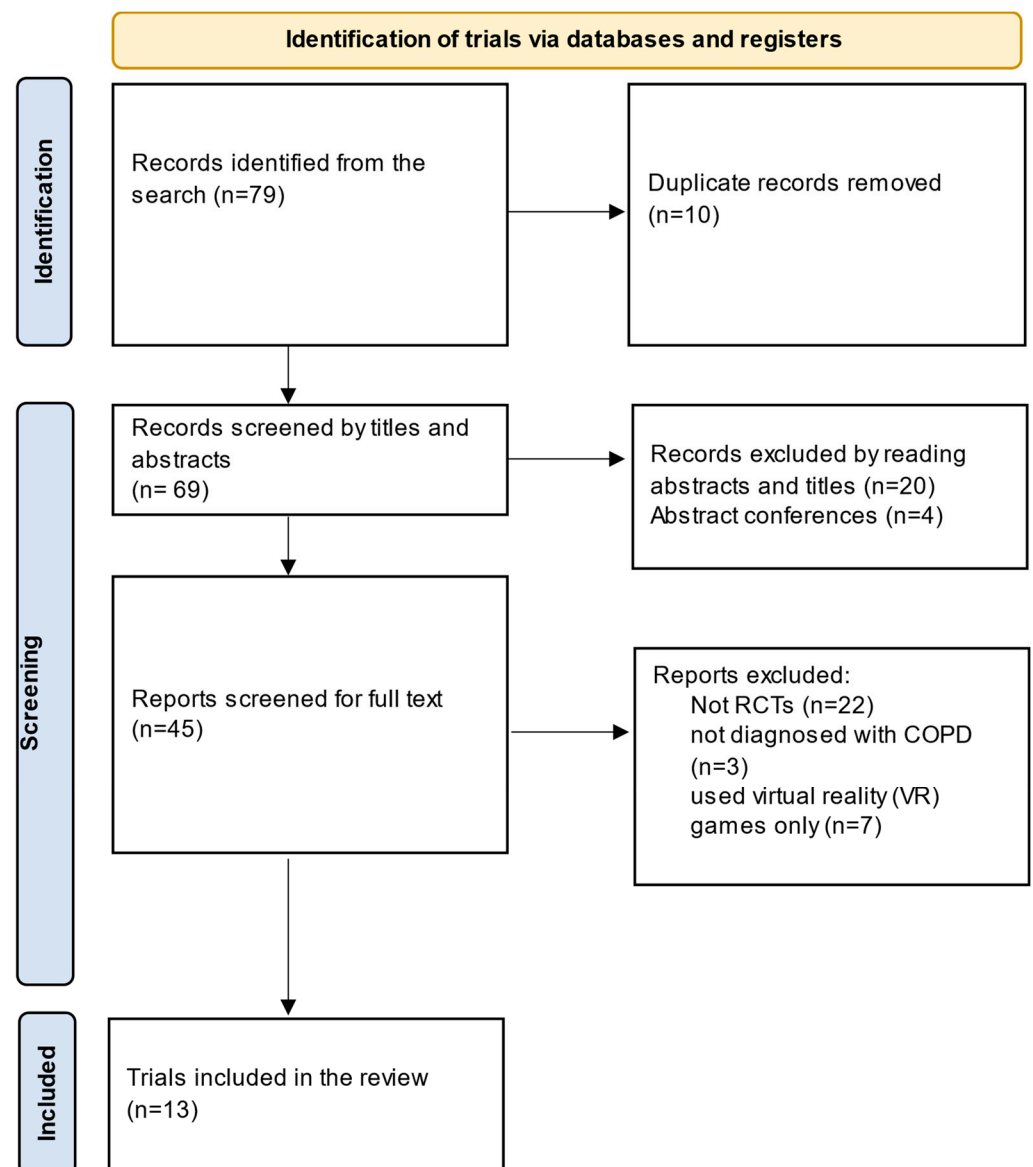 Identification of trials via databases and registers
Identification
Records identified from the
search (n=79)
Duplicate records removed
(n=10)
Screening
Records screened by titles and
abstracts
(n= 69)
Records excluded by reading
abstracts and titles (n=20)
Abstract conferences (n=4)
Reports screened for full text
(n=45)
Reports excluded:
Not RCTs (n=22)
not diagnosed with COPD
(n=3)
used virtual reality (VR)
games only (n=7)
Included
Trials included in the review
(n=13)